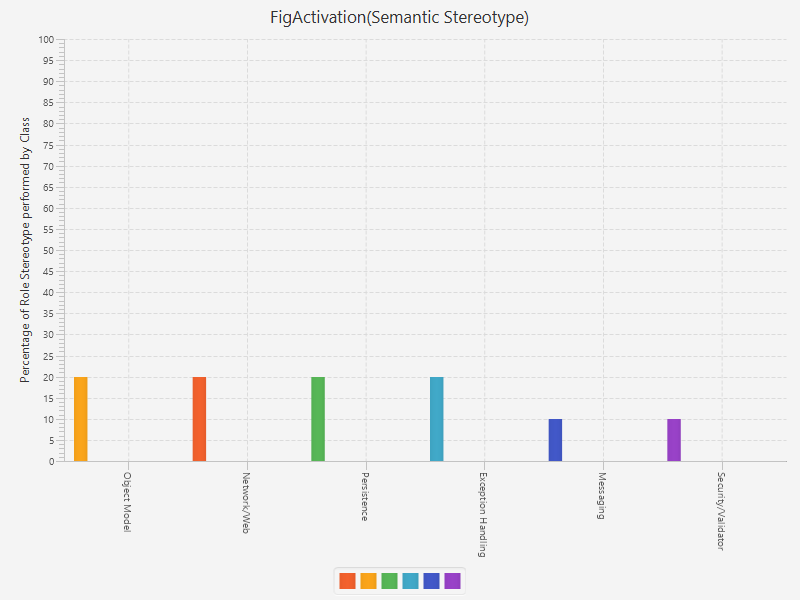 FigActivation(Semantic Stereotype)
Percentage of Role Stereotype performed by Class
100
95
90
85
80
75
70
65
60
55
50
45
40
35
30
25
20
15
10
5
0
Object Model
Network/Web
Persistence
Exception Handling
Messaging
Security/Validator